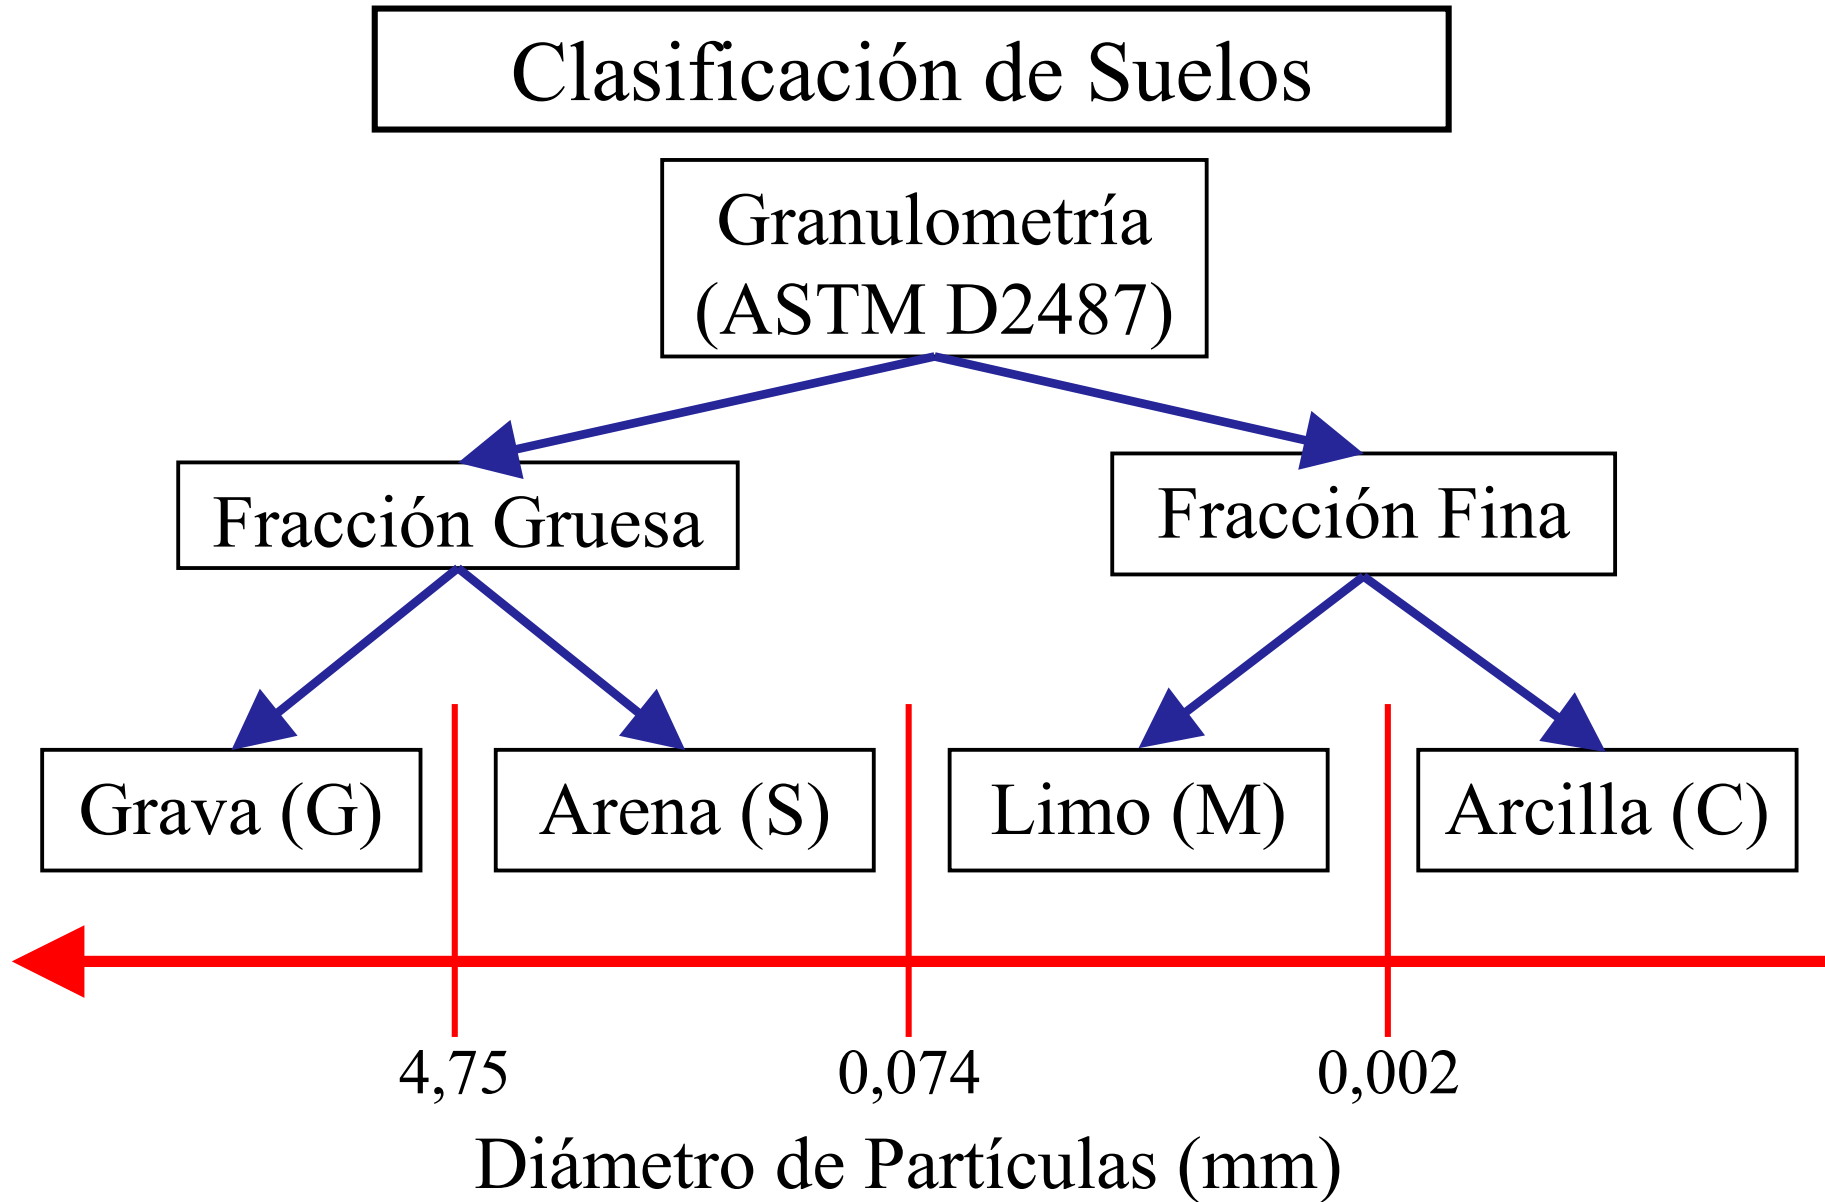 Clasificación de Suelos
Granulometría
(ASTM D2487)
Fracción Gruesa
Fracción Fina
Grava (G)
Arena (S)
Limo (M)
Arcilla (C)
4,75
0,074
0,002
Diámetro de Partículas (mm)